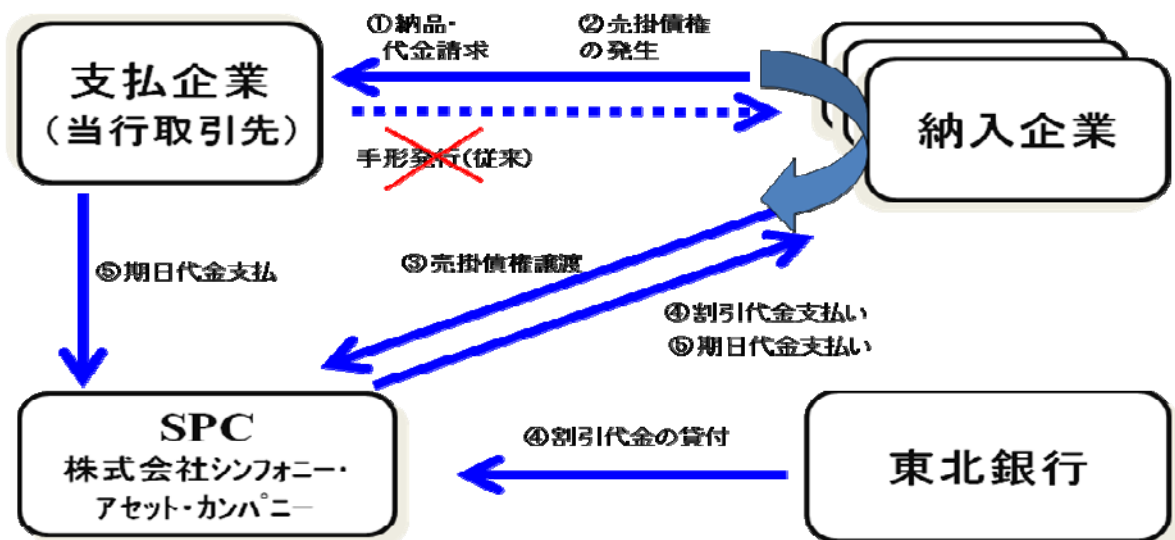 ①納品・
代金請求
②売掛債権
の発生
支払企業
（当行取引先）
納入企業
手形発行(従来)
③売掛債権譲渡
⑤期日代金支払
④割引代金支払い
⑤期日代金支払い
SPC
株式会社シンフォニー・
アセット・カンパニー
④割引代金の貸付
東北銀行